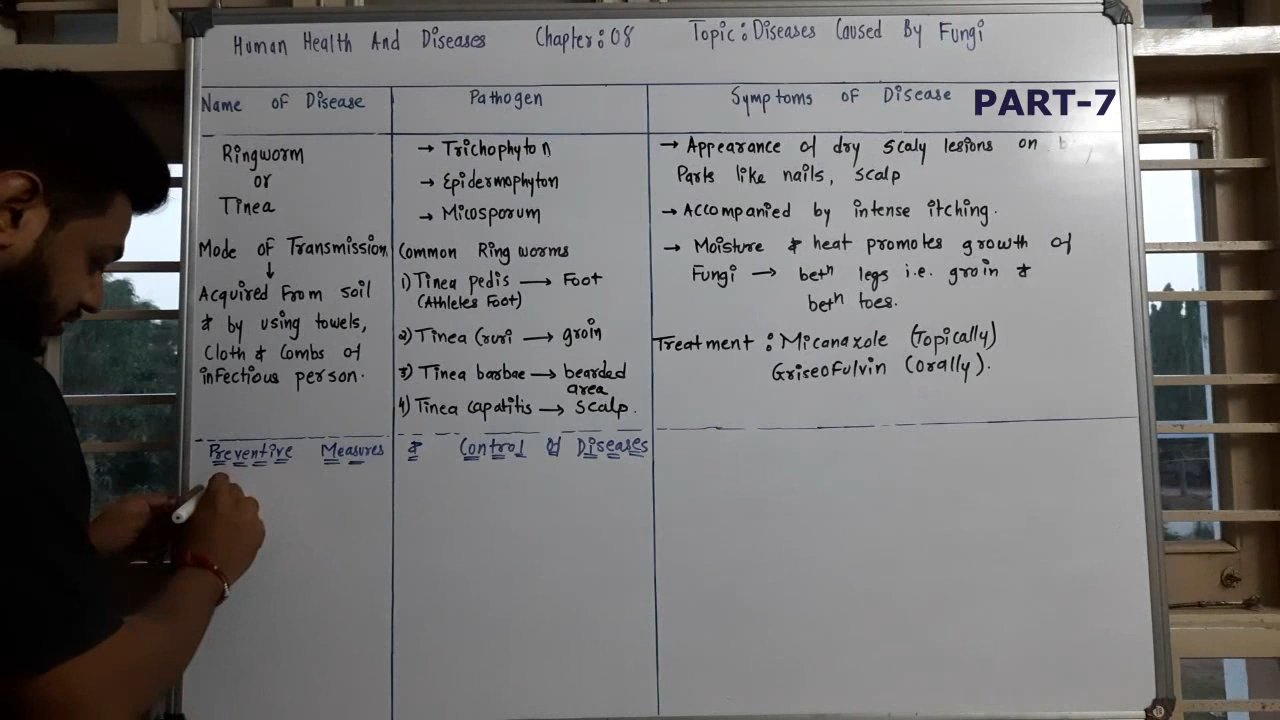 Human Health And Diseases Chapter:08 Topic:Diseases Caused By Fungi
PART-7
Name of Disease
Ringworm
or
Tinea
Mode of Transmission
↓
Acquired from soil
& by using towels,
Cloth & Combs of
infectious person.
Pathogen
→ Trichophyton
→ Epidermophyton
→ Micosporum
Common Ring worms
1) Tinea pedis → Foot
(Athletes Foot)
2) Tinea Cruri → groin
3) Tinea barbae → bearded
area
4) Tinea capatitis → Scalp.
Symptoms of Disease
→ Appearance of dry scaly lesions on
Parts like nails, scalp
→ Accompanied by intense itching.
→ Moisture & heat promotes growth of
Fungi → betn legs i.e. groin &
betn toes.
Treatment : Micanaxole (Topically)
Griseofulvin (orally).
Preventive Measures & Control of Diseases